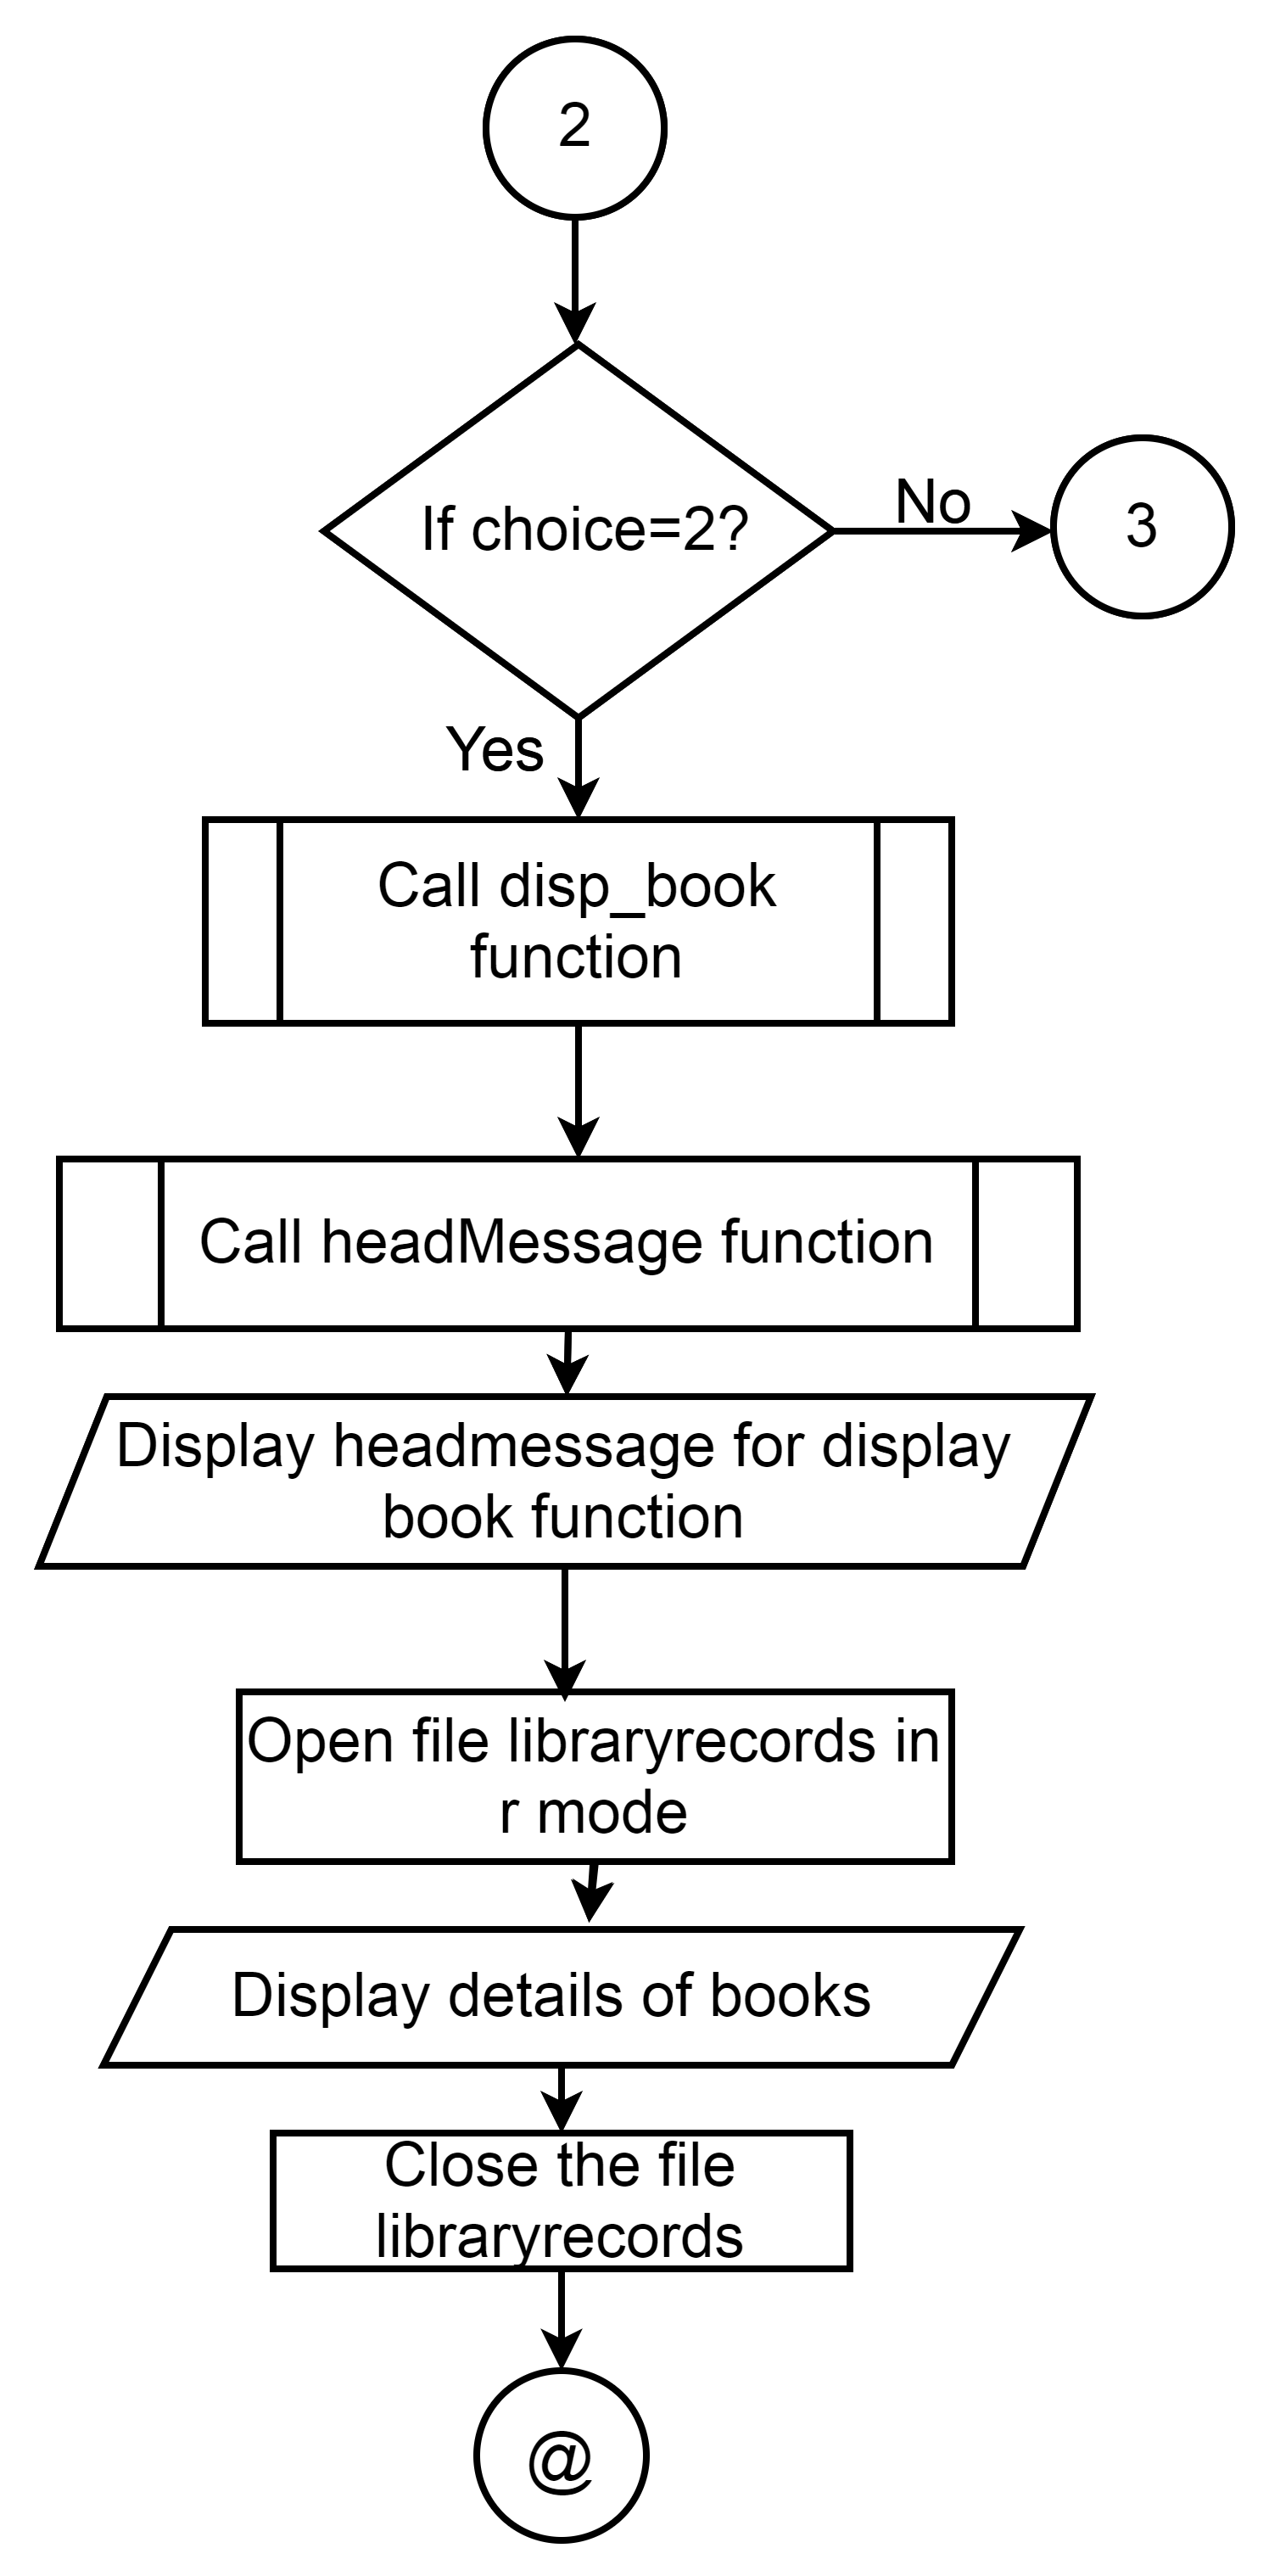 2
If choice=2?
No
3
Yes
Call disp_book
function
Call headMessage function
Display headmessage for display
book function
Open file libraryrecords in
r mode
Display details of books
Close the file
libraryrecords
@